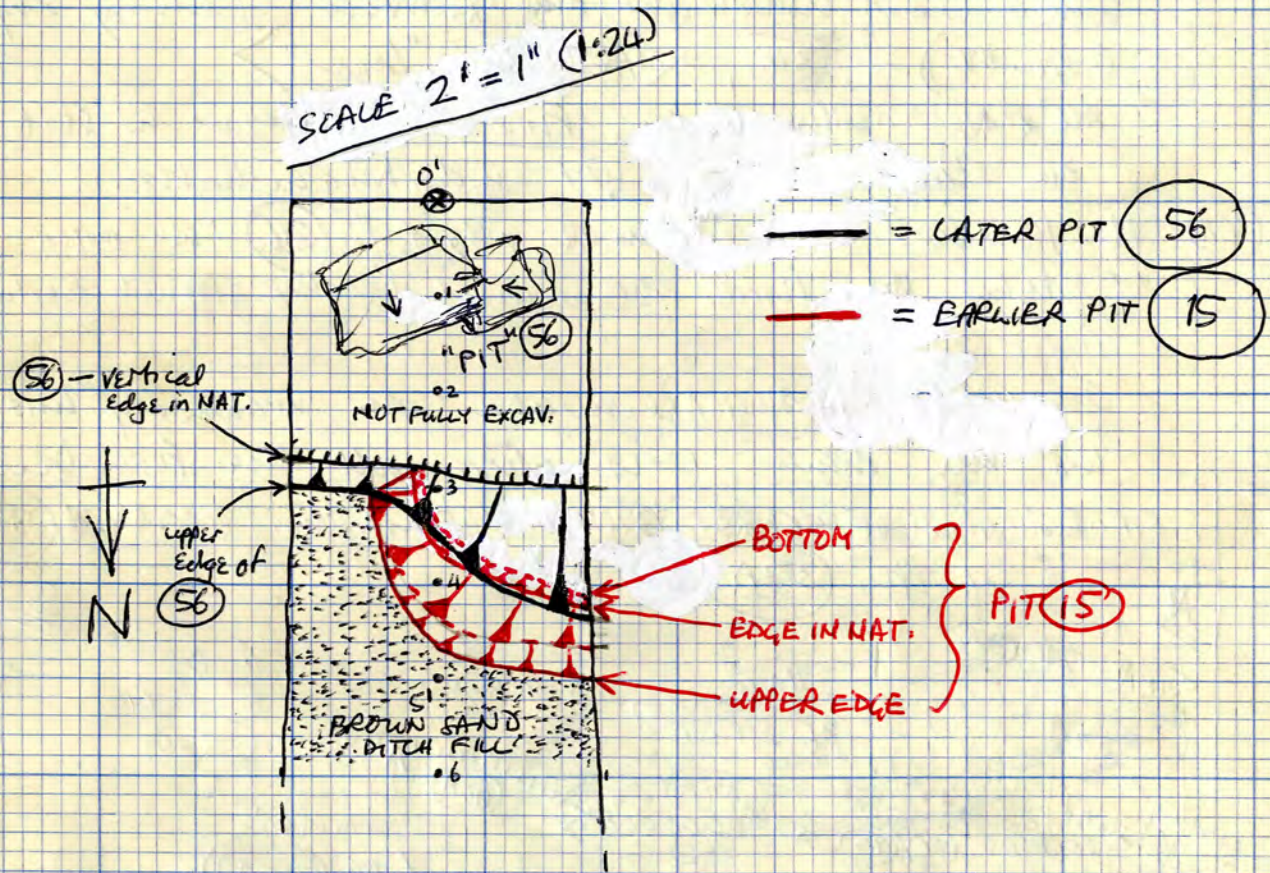 SCALE 2' = 1" (1:24)
0'
= LATER PIT 56
= EARLIER PIT 15
.1
"PIT" 56
56 - vertical
Edge in NAT.
.2
NOT FULLY EXCAV.
.3
upper
Edge of
56
N
.4
BOTTOM
EDGE IN NAT.
UPPER EDGE
PIT 15
5'
BROWN SAND
DITCH FILL
.6